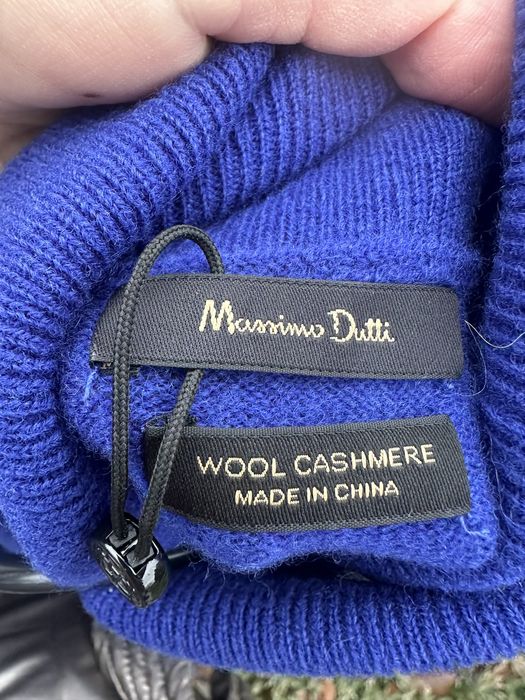 Massimo Dutti
WOOL CASHMERE
MADE IN CHINA